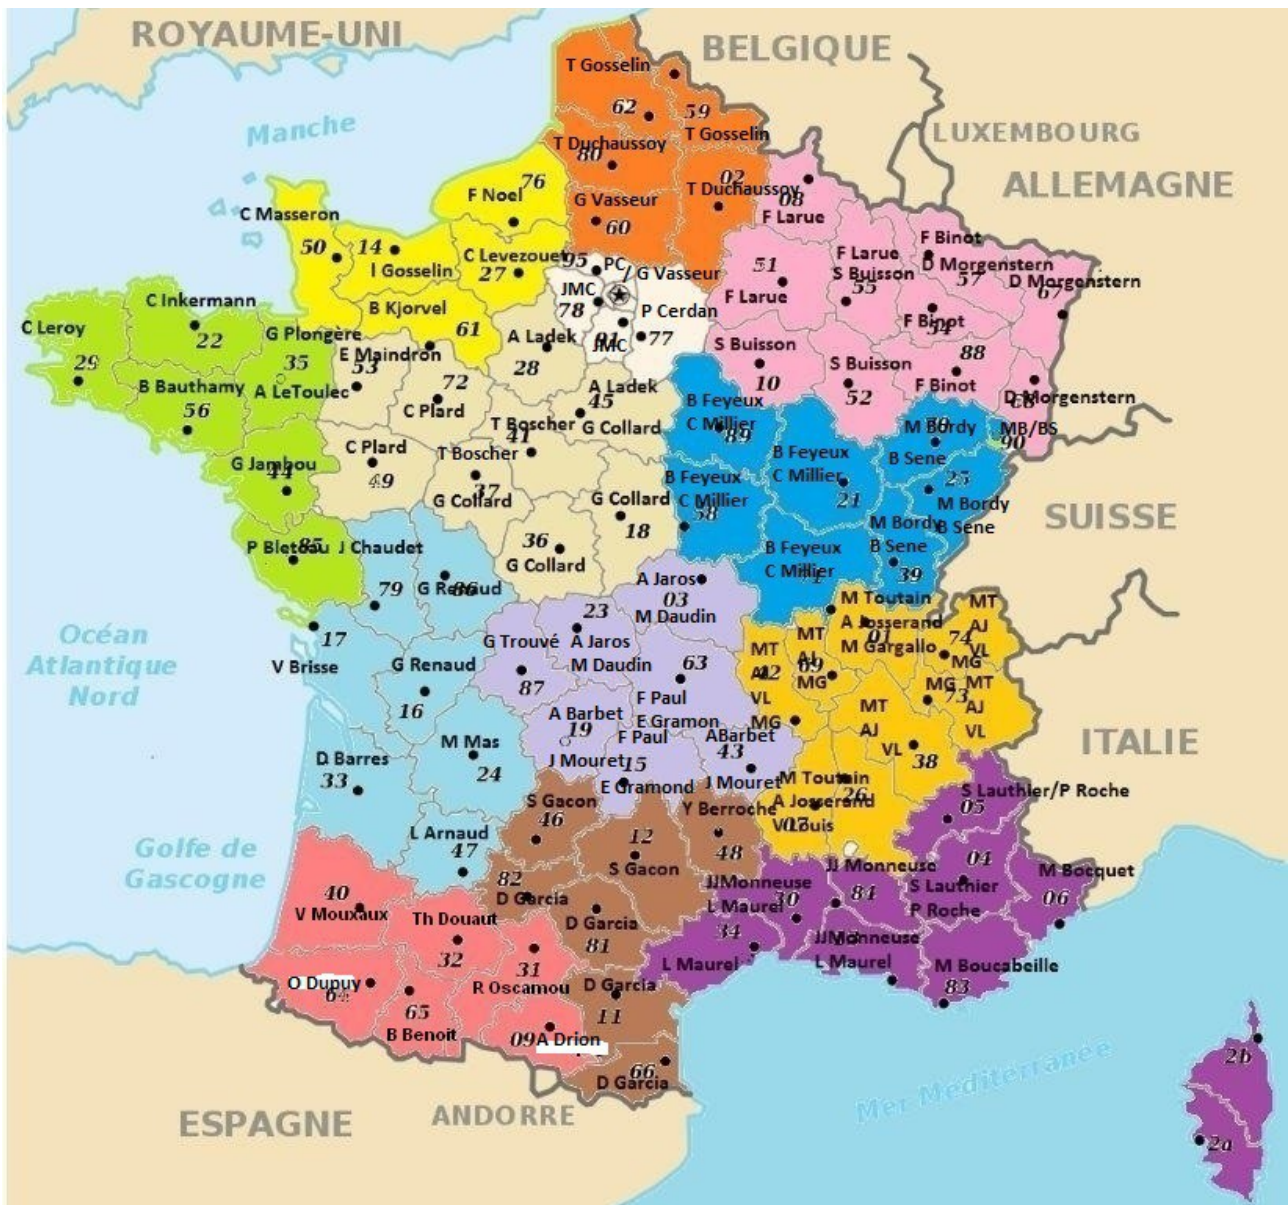 ROYAUME-UNI
BELGIQUE
LUXEMBOURG
ALLEMAGNE
Manche
T Gosselin
62
59
T Gosselin
T Duchaussoy
80
02
T Duchaussoy
G Vasseur
60
76
F Noel
C Masseron
50
14
I Gosselin
C Levezouet
27
B Kjorvel
61
95
PC
/ G Vasseur
JMC
78
P Cerdan
91
JMC
77
08
F Larue
51
F Larue
F Larue
S Buisson
55
F Binot
D Morgenstern
57
D Morgenstern
67
F Binot
54
S Buisson
10
S Buisson
52
88
F Binot
68
D Morgenstern
C Inkermann
22
C Leroy
29
G Plongère
35
A LeToulec
B Bauthamy
56
G Jambou
44
P Bleteau
85
E Maindron
53
72
C Plard
A Ladek
28
A Ladek
45
G Collard
T Boscher
41
C Plard
49
T Boscher
37
G Collard
G Collard
18
36
G Collard
B Feyeux
C Millier
89
B Feyeux
C Millier
21
B Feyeux
C Millier
58
B Feyeux
C Millier
71
M Bordy
70
B Sene
MB/BS
90
25
M Bordy
B Sene
M Bordy
B Sene
39
SUISSE
J Chaudet
79
G Renaud
86
17
V Brisse
G Renaud
16
D Barres
33
M Mas
24
L Arnaud
47
Océan
Atlantique
Nord
Golfe de
Gascogne
A Jaros
03
M Daudin
23
A Jaros
M Daudin
G Trouvé
87
63
F Paul
E Gramon
A Barbet
19
J Mouret
F Paul
15
E Gramond
ABarbet
43
J Mouret
M Toutain
A Josserand
01
M Gargallo
MT
AJ
69
MG
MT
AJ
42
VL
MG
MT
AJ
VL
74
MG
MG
73
MT
AJ
VL
MT
AJ
VL
38
M Toutain
26
A Josserand
V Louis
07
ITALIE
S Gacon
46
12
S Gacon
Y Berroche
48
82
D Garcia
D Garcia
81
D Garcia
11
66
D Garcia
40
V Mouxaux
Th Douaut
32
31
R Oscamou
O Dupuy
64
65
B Benoit
09
A Drion
S Lauthier/P Roche
05
04
S Lauthier
P Roche
M Bocquet
06
JJ Monneuse
84
JJMonneuse
30
L Maurel
34
L Maurel
JJMonneuse
L Maurel
M Boucabeille
83
2b
2a
Mer Méditerranée
ESPAGNE
ANDORRE